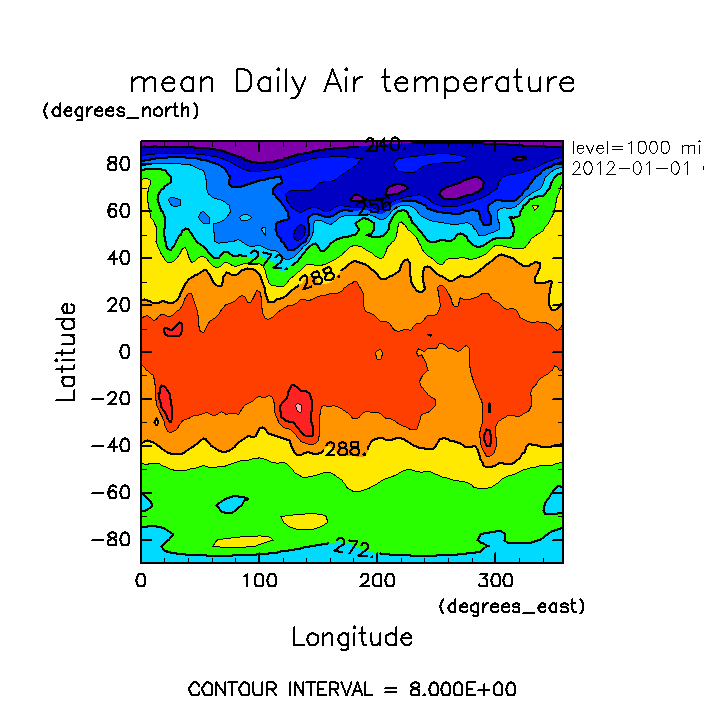 mean Daily Air temperature
(degrees_north)
level=1000 mi
2012-01-01
240.
80
60
256.
40
272.
288.
20
0
-20
-40
288.
-60
-80
272.
Latitude
0 100 200 300
(degrees_east)
Longitude
CONTOUR INTERVAL = 8.000E+00